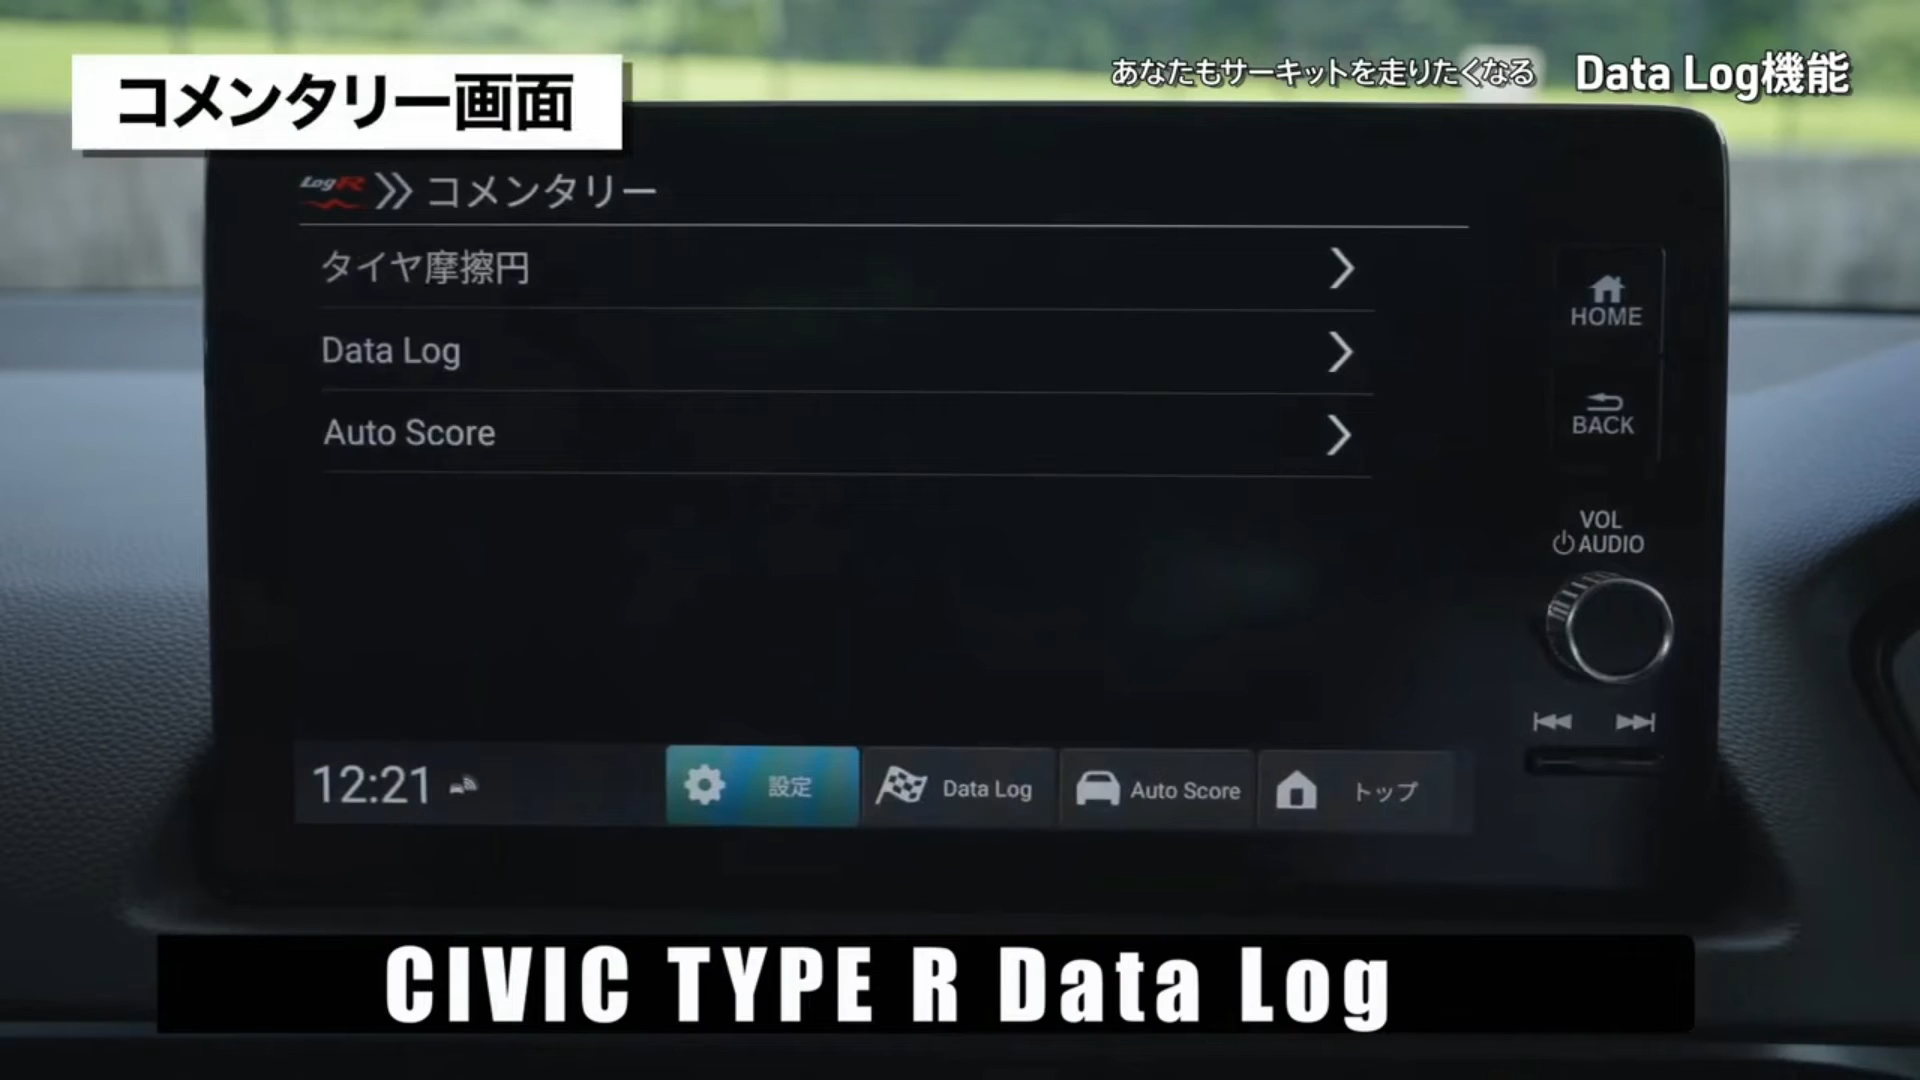 コメンタリー画面
あなたもサーキットを走りたくなる Data Log機能
LogR コメンタリー
タイヤ摩擦円
Data Log
Auto Score
HOME
BACK
VOL
AUDIO
12:21 設定 Data Log Auto Score トップ
CIVIC TYPE R Data Log